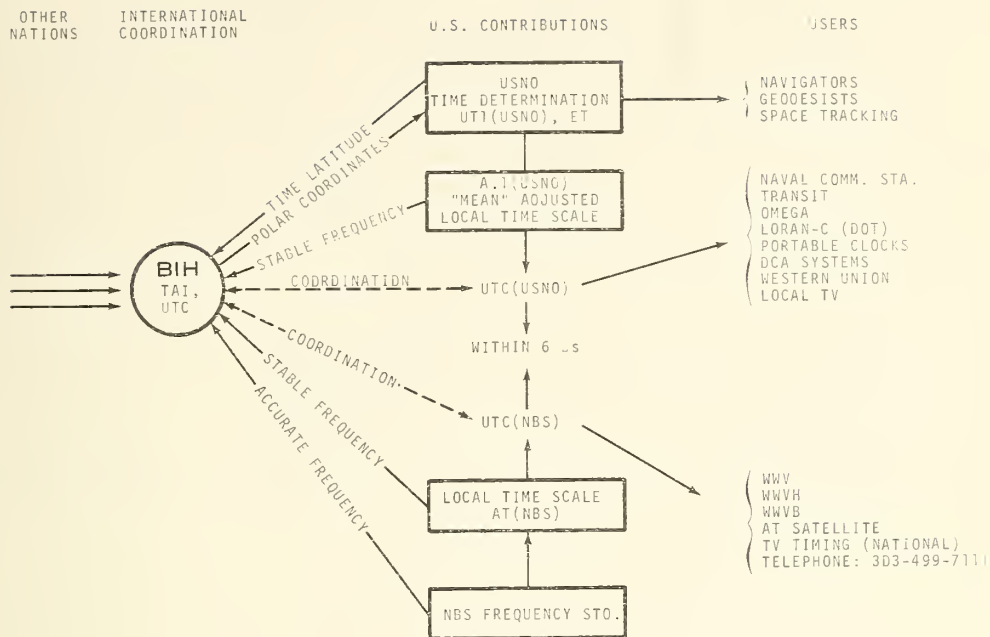 OTHER NATIONS
INTERNATIONAL COORDINATION
U.S. CONTRIBUTIONS
USERS
USNO
TIME DETERMINATION
UT1(USNO), ET
NAVIGATORS
GEODESISTS
SPACE TRACKING
TIME LATITUDE
POLAR COORDINATES
A.1(USNO)
"MEAN" ADJUSTED
LOCAL TIME SCALE
STABLE FREQUENCY
NAVAL COMM. STA.
TRANSIT
OMEGA
LORAN-C (DOT)
PORTABLE CLOCKS
DCA SYSTEMS
WESTERN UNION
LOCAL TV
BIH
TAI,
UTC
COORDINATION
UTC(USNO)
WITHIN 6
COORDINATION
UTC(NBS)
STABLE FREQUENCY
ACCURATE FREQUENCY
LOCAL TIME SCALE
AT(NBS)
WWV
WWVH
WWVB
AT SATELLITE
TV TIMING (NATIONAL)
TELEPHONE:
NBS FREQUENCY STD.